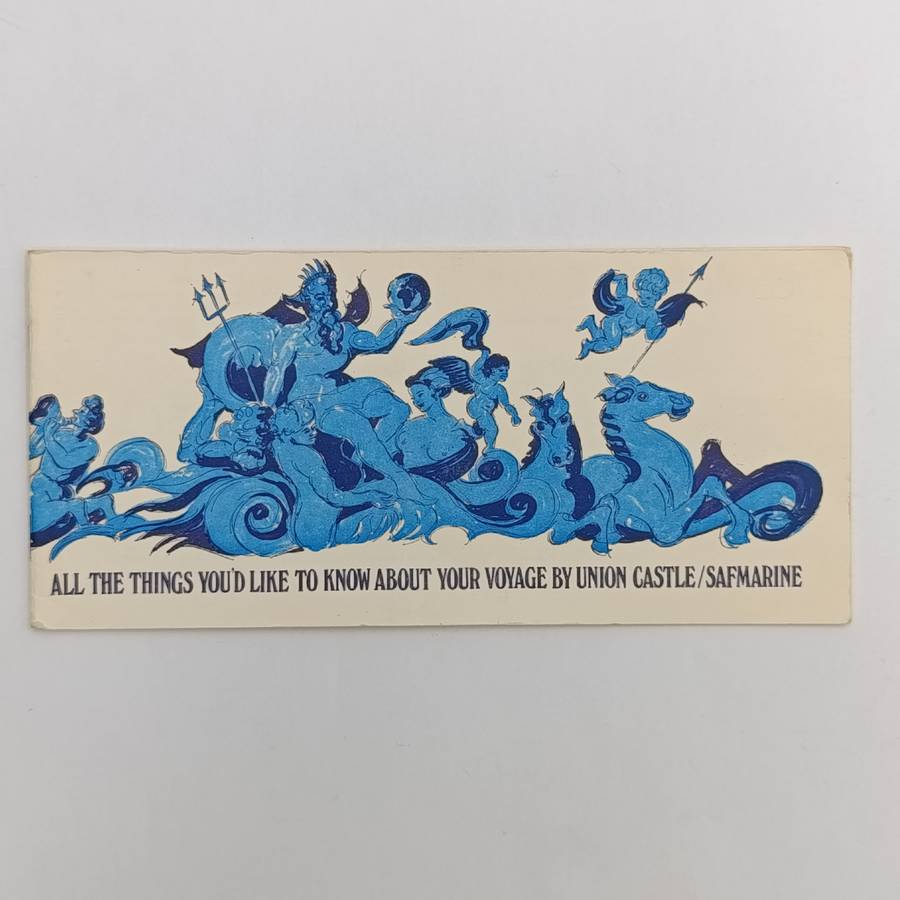 ALL THE THINGS YOU'D LIKE TO KNOW ABOUT YOUR VOYAGE BY UNION CASTLE/SAFMARINE